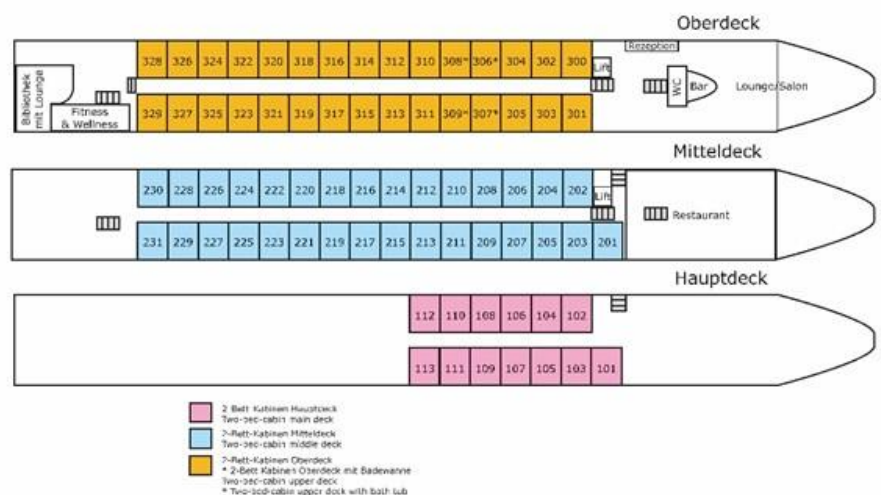 Oberdeck
Rezeption
328 326 324 322 320 318 316 314 312 310 308* 306* 304 302 300
Lift
Bibliothek
mit Lounge
WC
Bar
Lounge/Salon
Fitness
& Wellness
329 327 325 323 321 319 317 315 313 311 309* 307* 305 303 301
Mitteldeck
230 228 226 224 222 220 218 216 214 212 210 208 206 204 202
Lift
Restaurant
231 229 227 225 223 221 219 217 215 213 211 209 207 205 203 201
Hauptdeck
112 110 108 106 104 102
113 111 109 107 105 103 101
2-Bett-Kabinen Hauptdeck
Two-bed-cabin main deck
2-Bett-Kabinen Mitteldeck
Two-bed-cabin middle deck
2-Bett-Kabinen Oberdeck
* 2-Bett Kabinen Oberdeck mit Badewanne
Two-bed-cabin upper deck
* Two-bed-cabin upper deck with bath tub